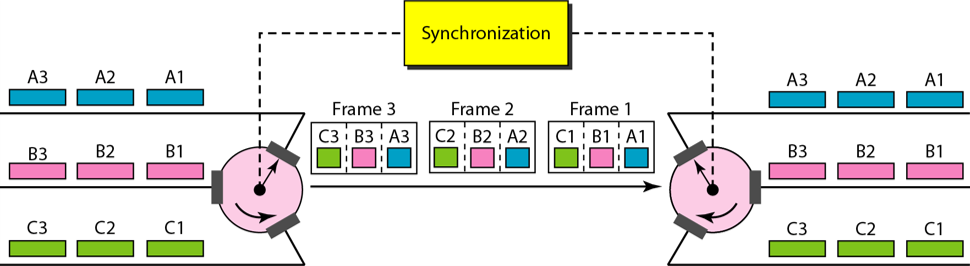 Synchronization
A3 A2 A1
A3 A2 A1
Frame 3 Frame 2 Frame 1
C3 B3 A3 C2 B2 A2 C1 B1 A1
B3 B2 B1
B3 B2 B1
C3 C2 C1
C3 C2 C1